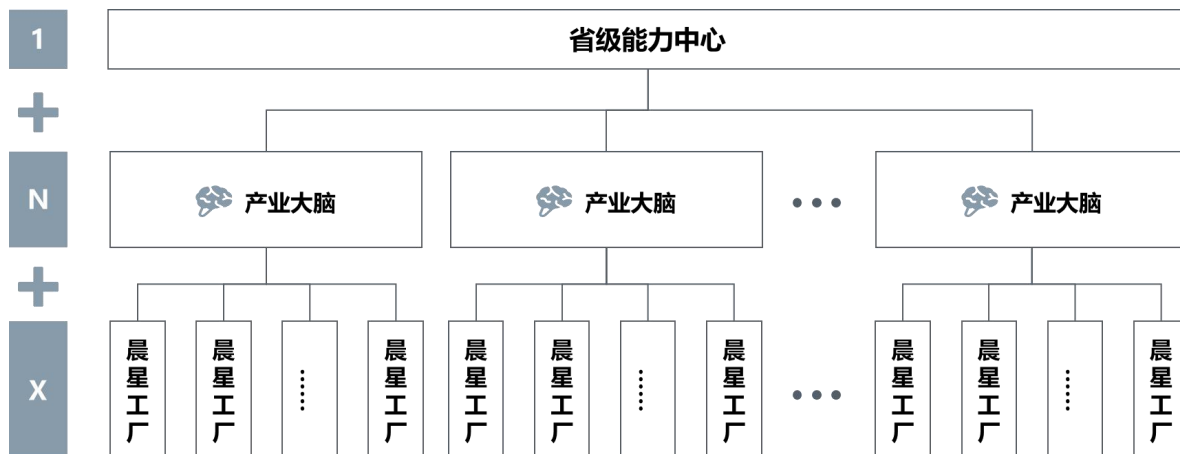 1
省级能力中心
+
N
产业大脑
产业大脑
•••
产业大脑
+
X
晨星工厂
晨星工厂
……
晨星工厂
晨星工厂
晨星工厂
……
晨星工厂
•••
晨星工厂
晨星工厂
……
晨星工厂